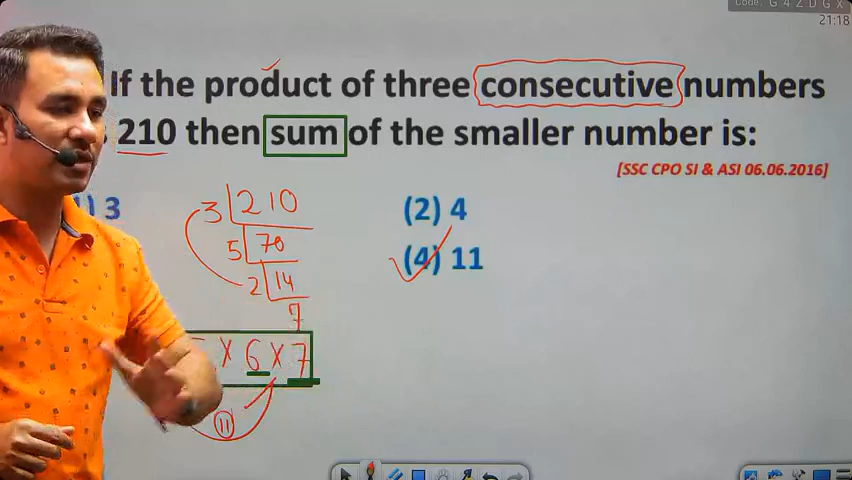 Code: G 4 Z D G X
21:18
If the product of three consecutive numbers
210 then sum of the smaller number is:
[SSC CPO SI & ASI 06.06.2016]
) 3
(2) 4
(4) 11
3 210
5 70
2 14
7
X 6 X 7
11